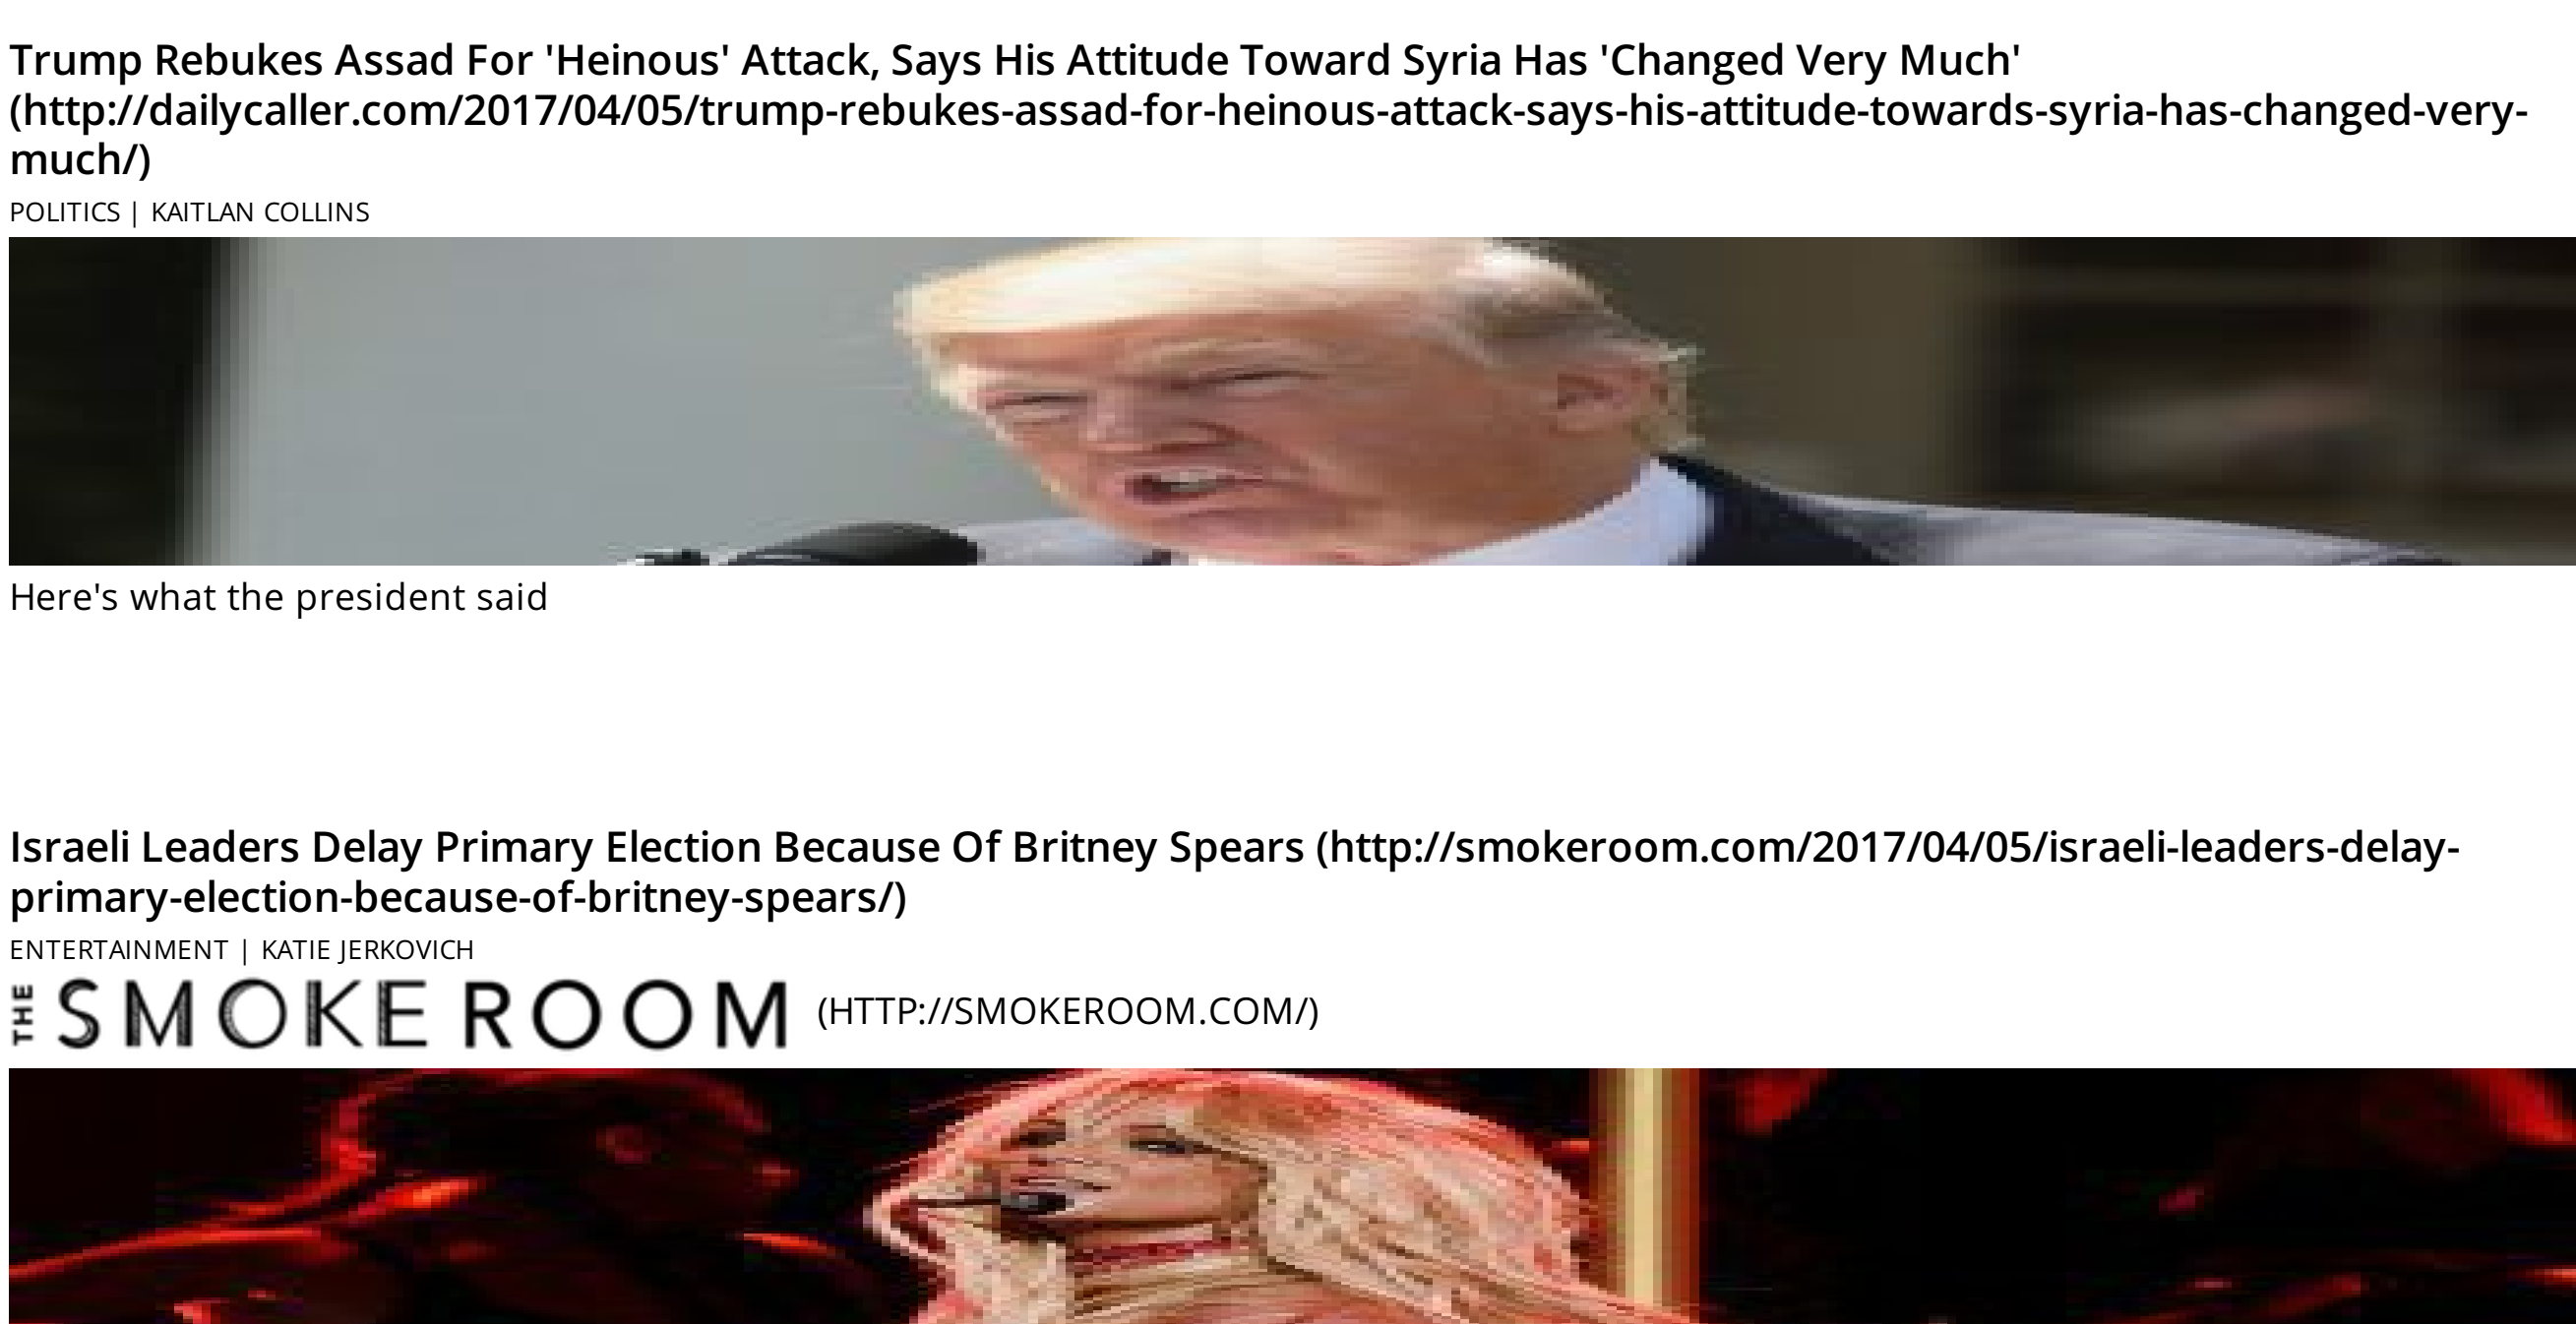 Trump Rebukes Assad For 'Heinous' Attack, Says His Attitude Toward Syria Has 'Changed Very Much'
(http://dailycaller.com/2017/04/05/trump-rebukes-assad-for-heinous-attack-says-his-attitude-towards-syria-has-changed-very-
much/)
POLITICS | KAITLAN COLLINS
Here's what the president said
Israeli Leaders Delay Primary Election Because Of Britney Spears (http://smokeroom.com/2017/04/05/israeli-leaders-delay-
primary-election-because-of-britney-spears/)
ENTERTAINMENT | KATIE JERKOVICH
THE SMOKE ROOM (HTTP://SMOKEROOM.COM/)